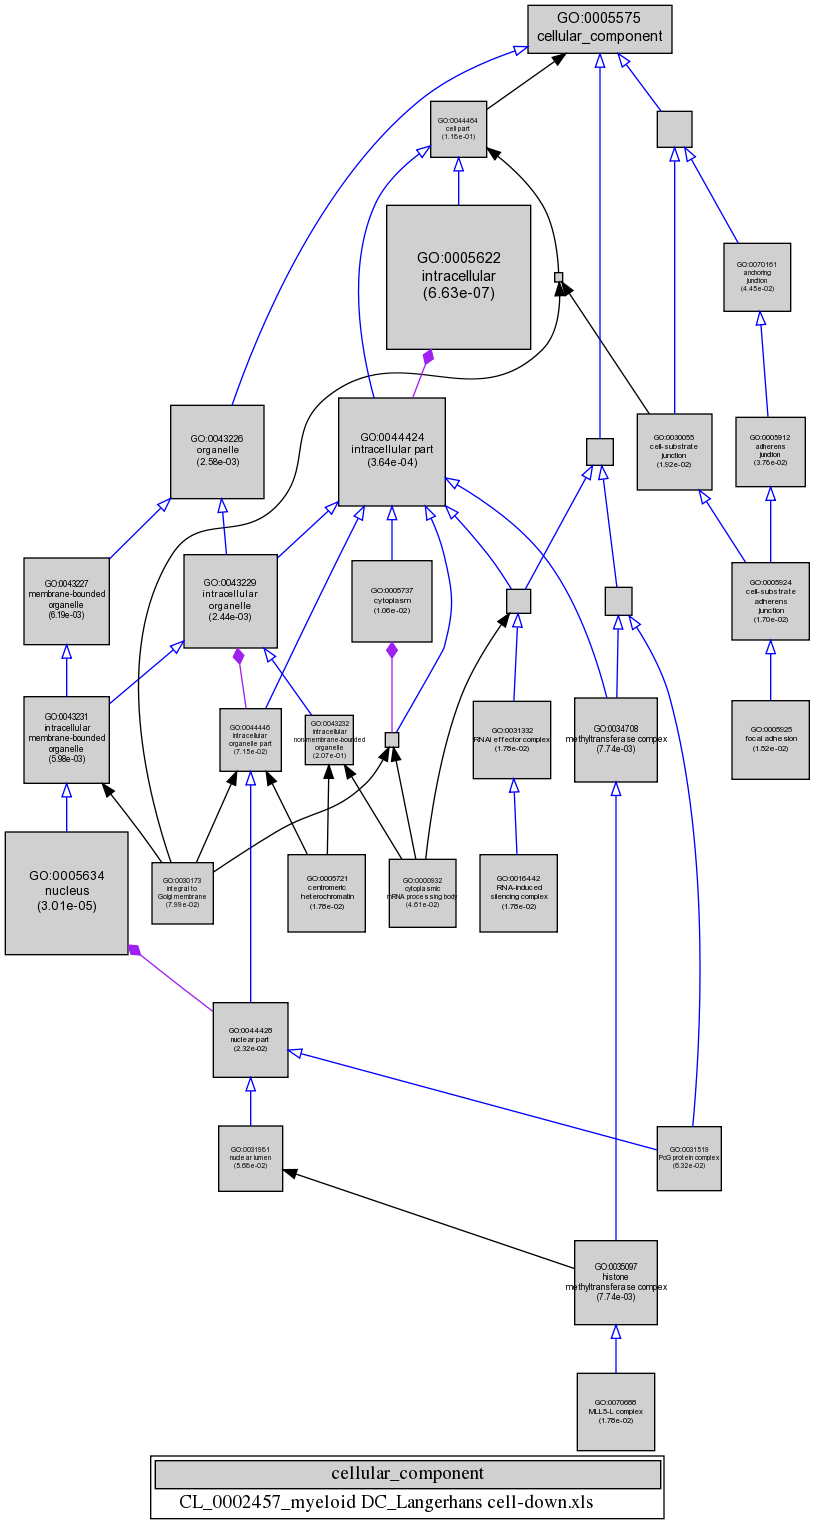 GO:0005575
cellular_component
GO:0044464
cell part
(1.16e-01)
GO:0005622
intracellular
(6.63e-07)
GO:0070161
anchoring
junction
(4.45e-02)
GO:0043226
organelle
(2.58e-03)
GO:0044424
intracellular part
(3.64e-04)
GO:0030055
cell-substrate
junction
(1.92e-02)
GO:0005912
adherens
junction
(3.76e-02)
GO:0043227
membrane-bounded
organelle
(6.19e-03)
GO:0043229
intracellular
organelle
(2.44e-03)
GO:0005737
cytoplasm
(1.06e-02)
GO:0005924
cell-substrate
adherens
junction
(1.70e-02)
GO:0043231
intracellular
membrane-bounded
organelle
(5.98e-03)
GO:0044446
intracellular
organelle part
(7.15e-02)
GO:0043232
intracellular
non-membrane-bounded
organelle
(2.07e-01)
GO:0031332
RNAi effector complex
(1.78e-02)
GO:0034708
methyltransferase complex
(7.74e-03)
GO:0005925
focal adhesion
(1.52e-02)
GO:0005634
nucleus
(3.01e-05)
GO:0030173
integral to
Golgi membrane
(7.99e-02)
GO:0005721
centromeric
heterochromatin
(1.78e-02)
GO:0000932
cytoplasmic
mRNA processing body
(4.61e-02)
GO:0016442
RNA-induced
silencing complex
(1.78e-02)
GO:0044428
nuclear part
(2.32e-02)
GO:0031981
nuclear lumen
(5.66e-02)
GO:0031519
PcG protein complex
(6.32e-02)
GO:0035097
histone
methyltransferase complex
(7.74e-03)
GO:0070688
MLL5-L complex
(1.78e-02)
cellular_component
CL_0002457_myeloid DC_Langerhans cell-down.xls